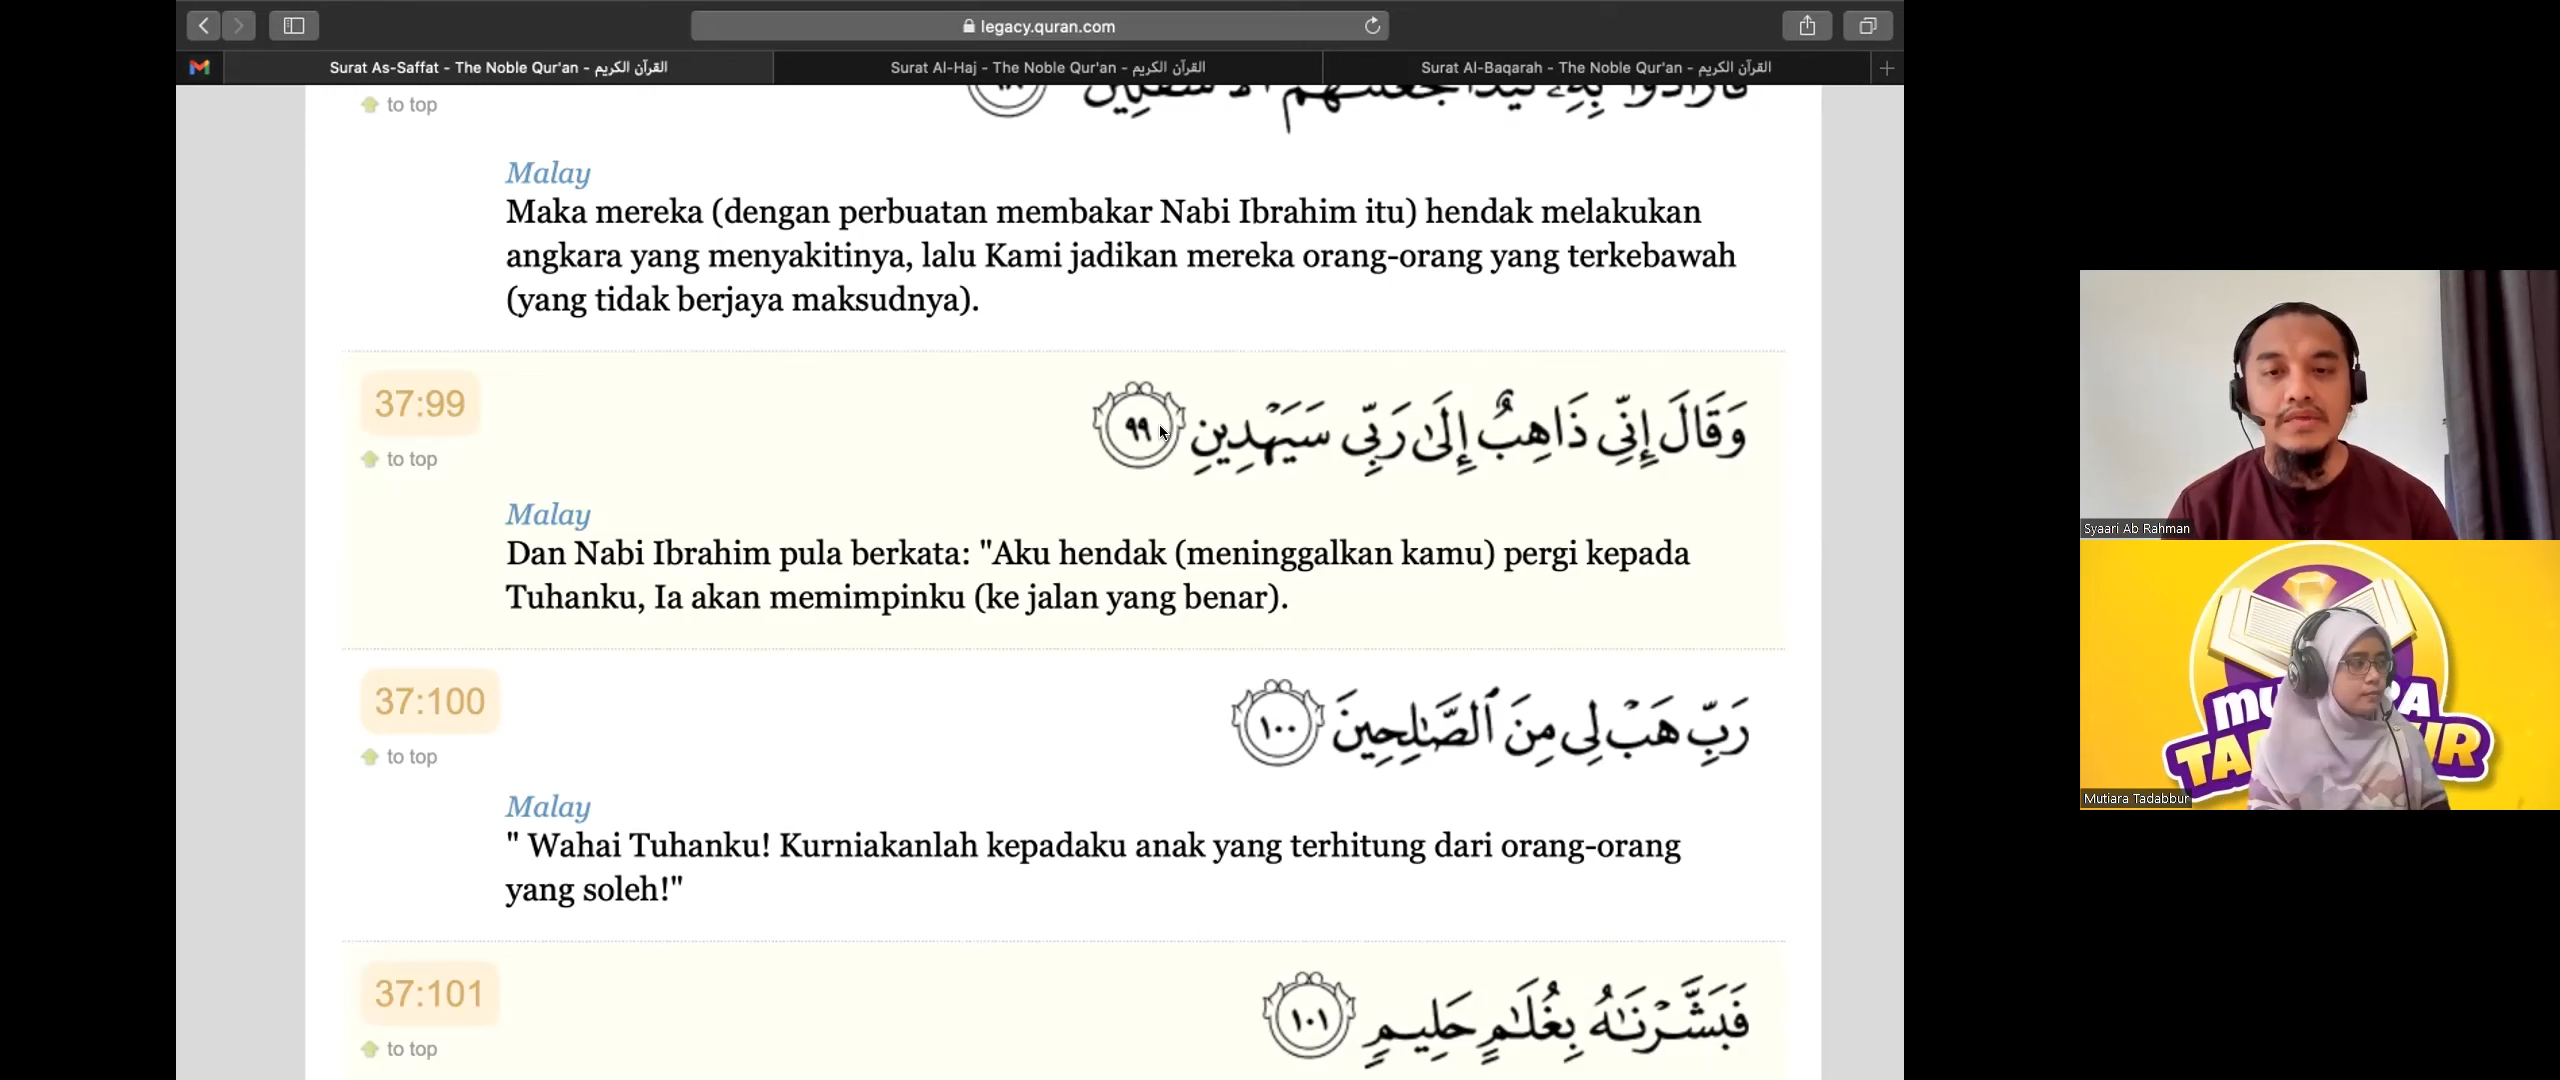 legacy.quran.com
Surat As-Saffat - The Noble Qur'an - القرآن الكريم
Surat Al-Haj - The Noble Qur'an - القرآن الكريم
Surat Al-Baqarah - The Noble Qur'an - القرآن الكريم
to top
Malay
Maka mereka (dengan perbuatan membakar Nabi Ibrahim itu) hendak melakukan
angkara yang menyakitinya, lalu Kami jadikan mereka orang-orang yang terkebawah
(yang tidak berjaya maksudnya).
37:99
وَقَالَ إِنِّى ذَاهِبٌ إِلَىٰ رَبِّى سَيَهْدِينِ ٩٩
to top
Malay
Dan Nabi Ibrahim pula berkata: "Aku hendak (meninggalkan kamu) pergi kepada
Tuhanku, Ia akan memimpinku (ke jalan yang benar).
37:100
رَبِّ هَبْ لِى مِنَ ٱلصَّـٰلِحِينَ ١٠٠
to top
Malay
" Wahai Tuhanku! Kurniakanlah kepadaku anak yang terhitung dari orang-orang
yang soleh!"
37:101
فَبَشَّرْنَـٰهُ بِغُلَـٰمٍ حَلِيمٍ ١٠١
to top
Syaari Ab Rahman
Mutiara Tadabbur